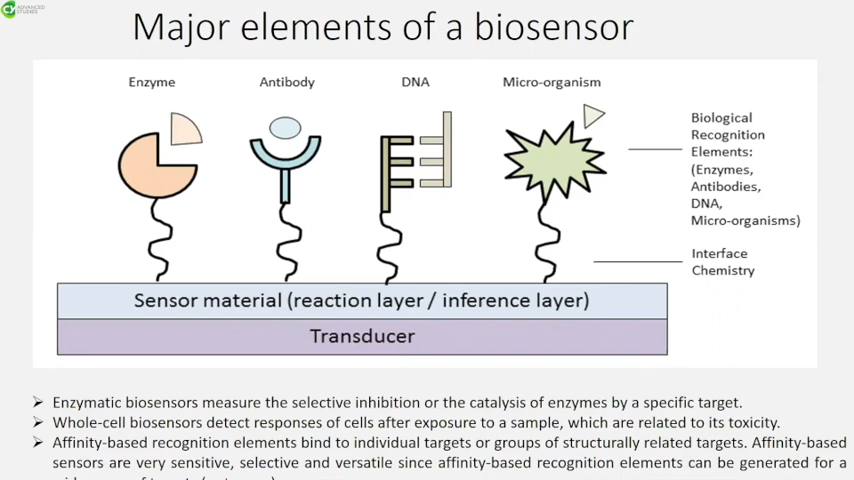 ADVANCED
STUDIES
Major elements of a biosensor
Enzyme
Antibody
DNA
Micro-organism
Biological
Recognition
Elements:
(Enzymes,
Antibodies,
DNA,
Micro-organisms)
Interface
Chemistry
Sensor material (reaction layer / inference layer)
Transducer
➢ Enzymatic biosensors measure the selective inhibition or the catalysis of enzymes by a specific target.
➢ Whole-cell biosensors detect responses of cells after exposure to a sample, which are related to its toxicity.
➢ Affinity-based recognition elements bind to individual targets or groups of structurally related targets. Affinity-based
sensors are very sensitive, selective and versatile since affinity-based recognition elements can be generated for a